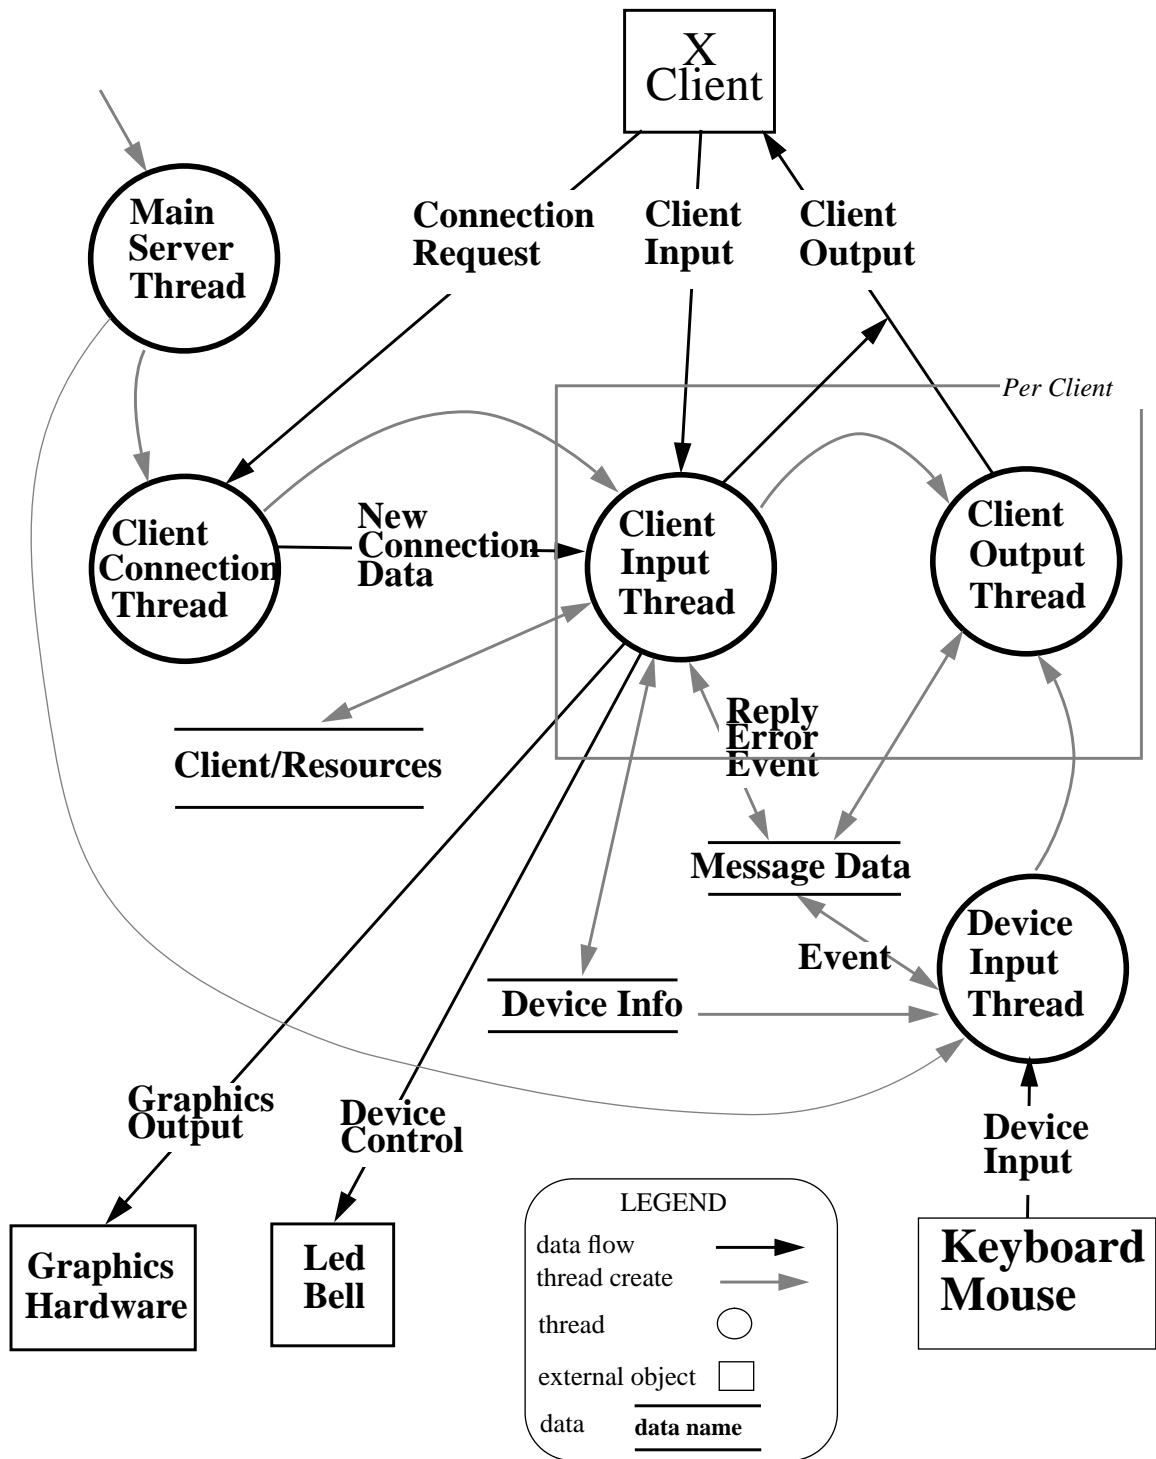 X
Client
Main
Server
Thread
Connection
Request
Client
Input
Client
Output
Per Client
Client
Connection
Thread
New
Connection
Data
Client
Input
Thread
Client
Output
Thread
Reply
Error
Event
Client/Resources
Message Data
Event
Device
Input
Thread
Device Info
Graphics
Output
Device
Control
Device
Input
Graphics
Hardware
Led
Bell
Keyboard
Mouse
LEGEND
data flow
thread create
thread
external object
data
data name